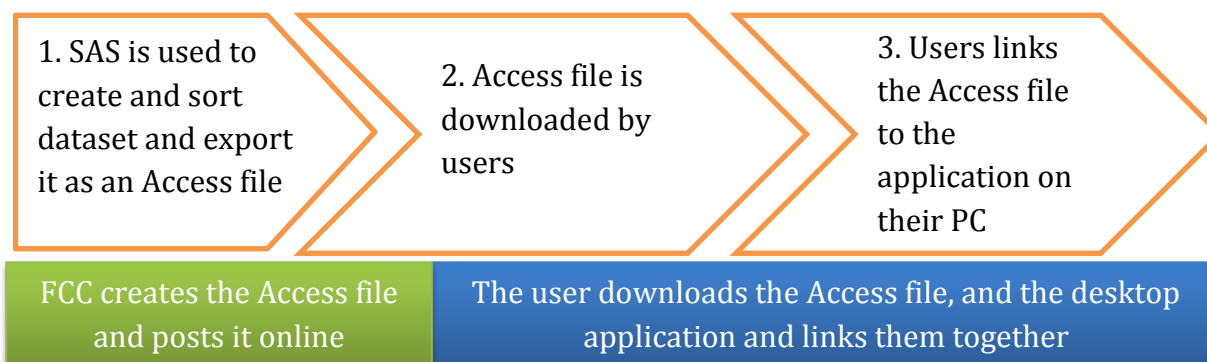 1. SAS is used to
create and sort
dataset and export
it as an Access file
2. Access file is
downloaded by
users
3. Users links
the Access file
to the
application on
their PC
FCC creates the Access file
and posts it online
The user downloads the Access file, and the desktop
application and links them together